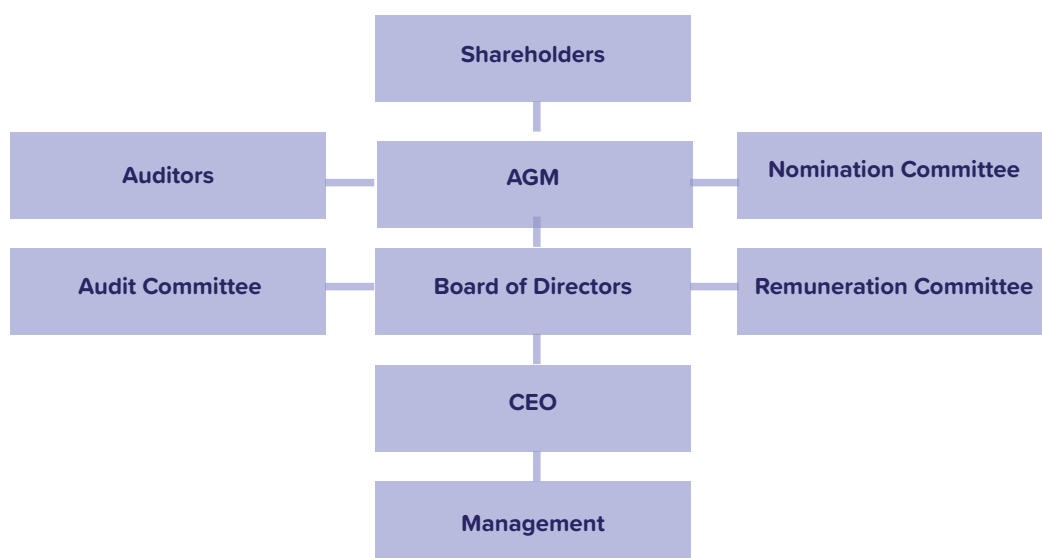 Shareholders
Auditors
AGM
Nomination Committee
Audit Committee
Board of Directors
Remuneration Committee
CEO
Management